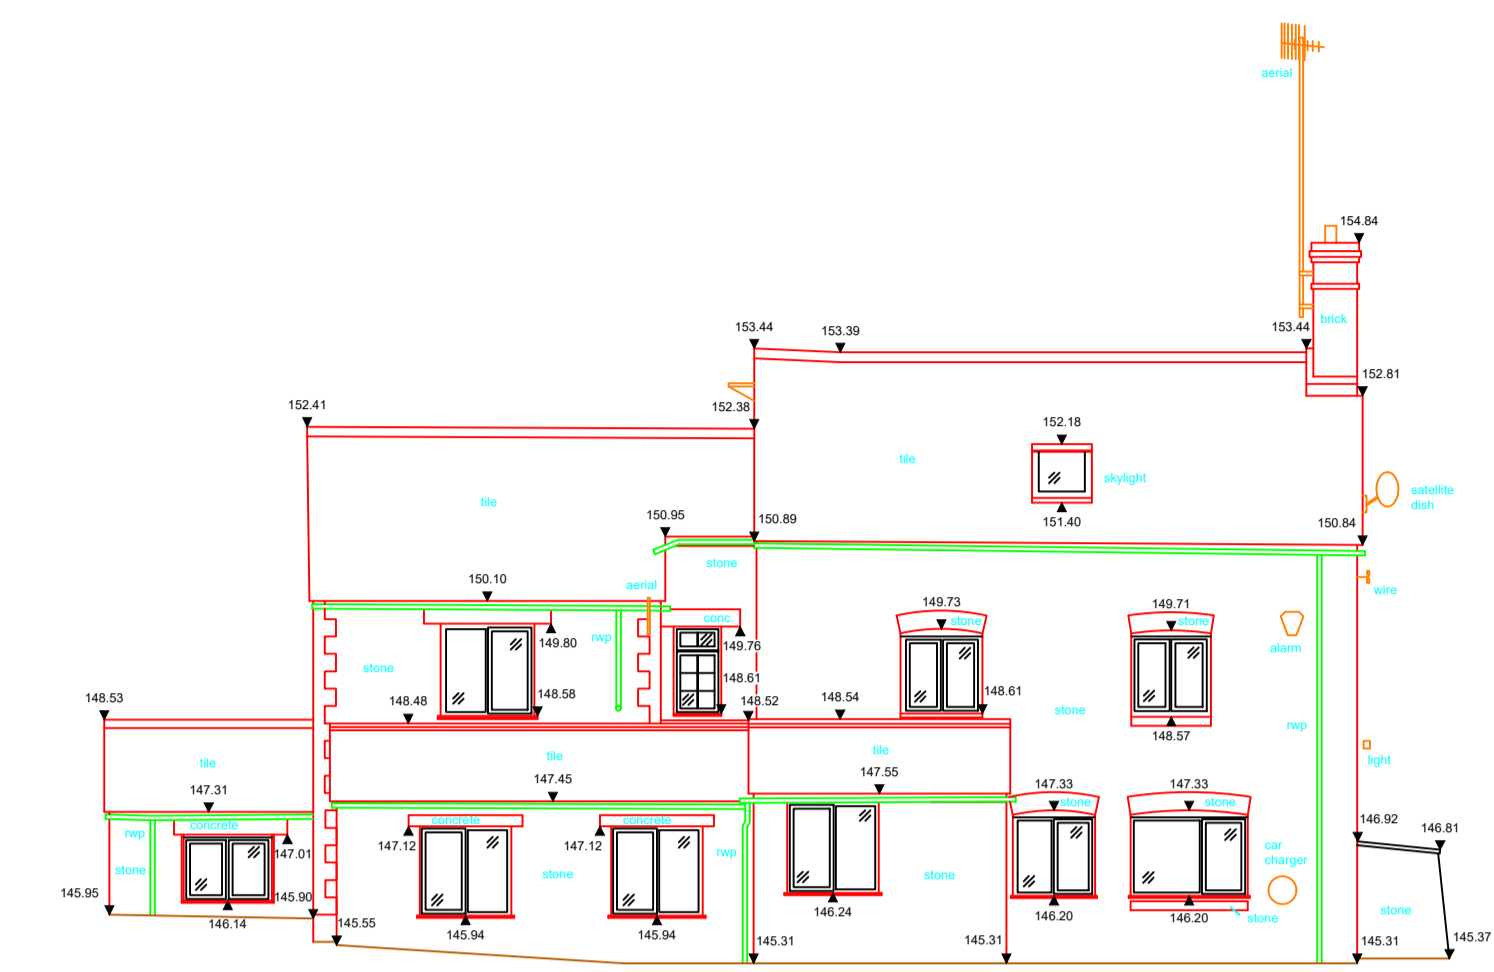 aerial
154.84
brick
153.44
153.39
153.44
152.81
152.41
152.38
152.18
tile
skylight
satellite
dish
tile
151.40
150.95
150.89
150.84
stone
150.10
aerial
wire
149.73
149.71
conc.
stone
stone
rwp
149.80
149.76
alarm
stone
148.61
148.58
148.61
148.53
148.48
148.52
148.54
stone
148.57
rwp
tile
tile
tile
light
147.31
147.45
147.55
147.33
147.33
stone
stone
concrete
concrete
concrete
rwp
146.92
146.81
147.12
147.12
147.01
rwp
car
charger
stone
stone
stone
145.95
145.90
146.14
145.55
145.94
145.94
146.24
146.20
146.20
stone
stone
145.31
145.31
145.31
145.37